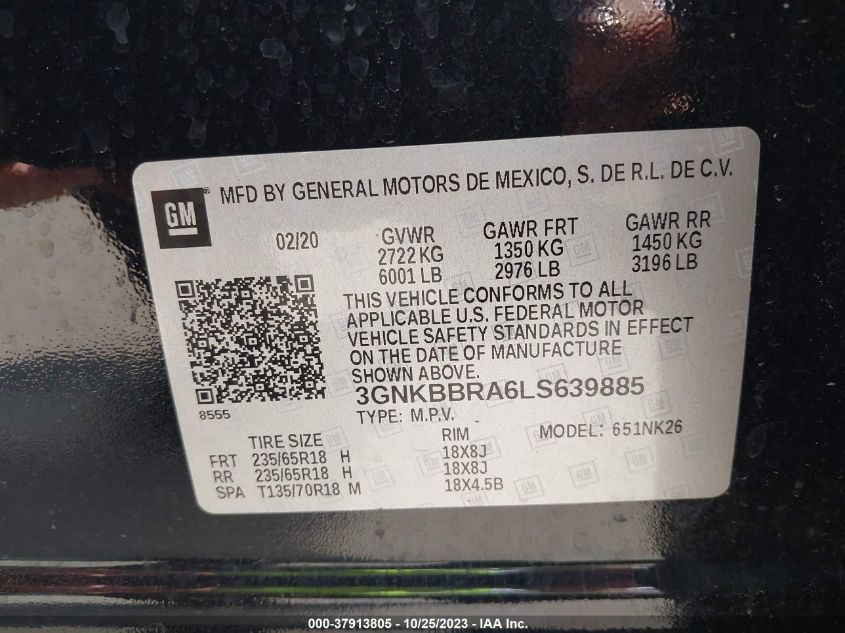 GM
MFD BY GENERAL MOTORS DE MEXICO, S. DE R.L. DE C.V.
02/20
GVWR
2722 KG
6001 LB
GAWR FRT
1350 KG
2976 LB
GAWR RR
1450 KG
3196 LB
THIS VEHICLE CONFORMS TO ALL
APPLICABLE U.S. FEDERAL MOTOR
VEHICLE SAFETY STANDARDS IN EFFECT
ON THE DATE OF MANUFACTURE
SHOWN ABOVE.
3GNKBBRA6LS639885
8555
TYPE: M.P.V.
MODEL: 651NK26
TIRE SIZE RIM
FRT 235/65R18 H 18X8J
RR 235/65R18 H 18X8J
SPA T135/70R18 M 18X4.5B
000-37913805 - 10/25/2023 - IAA Inc.